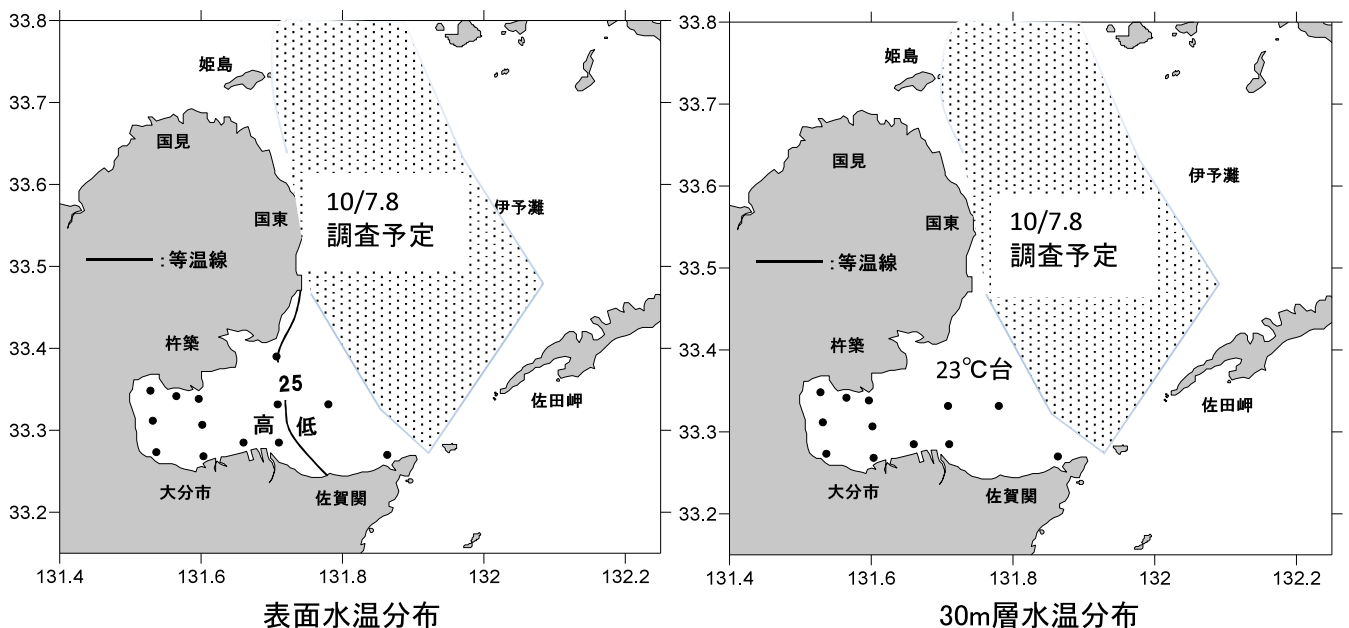 33.8
姫島
33.7
国見
33.6
10/7.8
調査予定
伊予灘
国東
:等温線
33.5
杵築
33.4
25
佐田岬
高 低
33.3
大分市
佐賀関
33.2
131.4 131.6 131.8 132 132.2
表面水温分布
33.8
姫島
33.7
国見
伊予灘
33.6
10/7.8
調査予定
国東
:等温線
33.5
杵築
33.4
23℃台
佐田岬
33.3
大分市
佐賀関
33.2
131.4 131.6 131.8 132 132.2
30m層水温分布